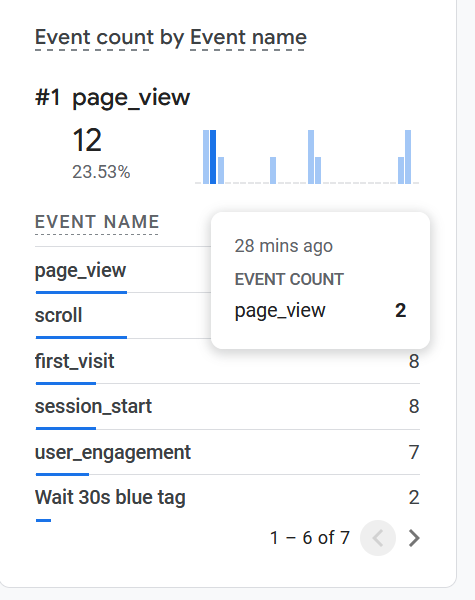 Event count by Event name
#1 page_view
12
23.53%
EVENT NAME
28 mins ago
EVENT COUNT
page_view 2
page_view
scroll
first_visit 8
session_start 8
user_engagement 7
Wait 30s blue tag 2
1 – 6 of 7